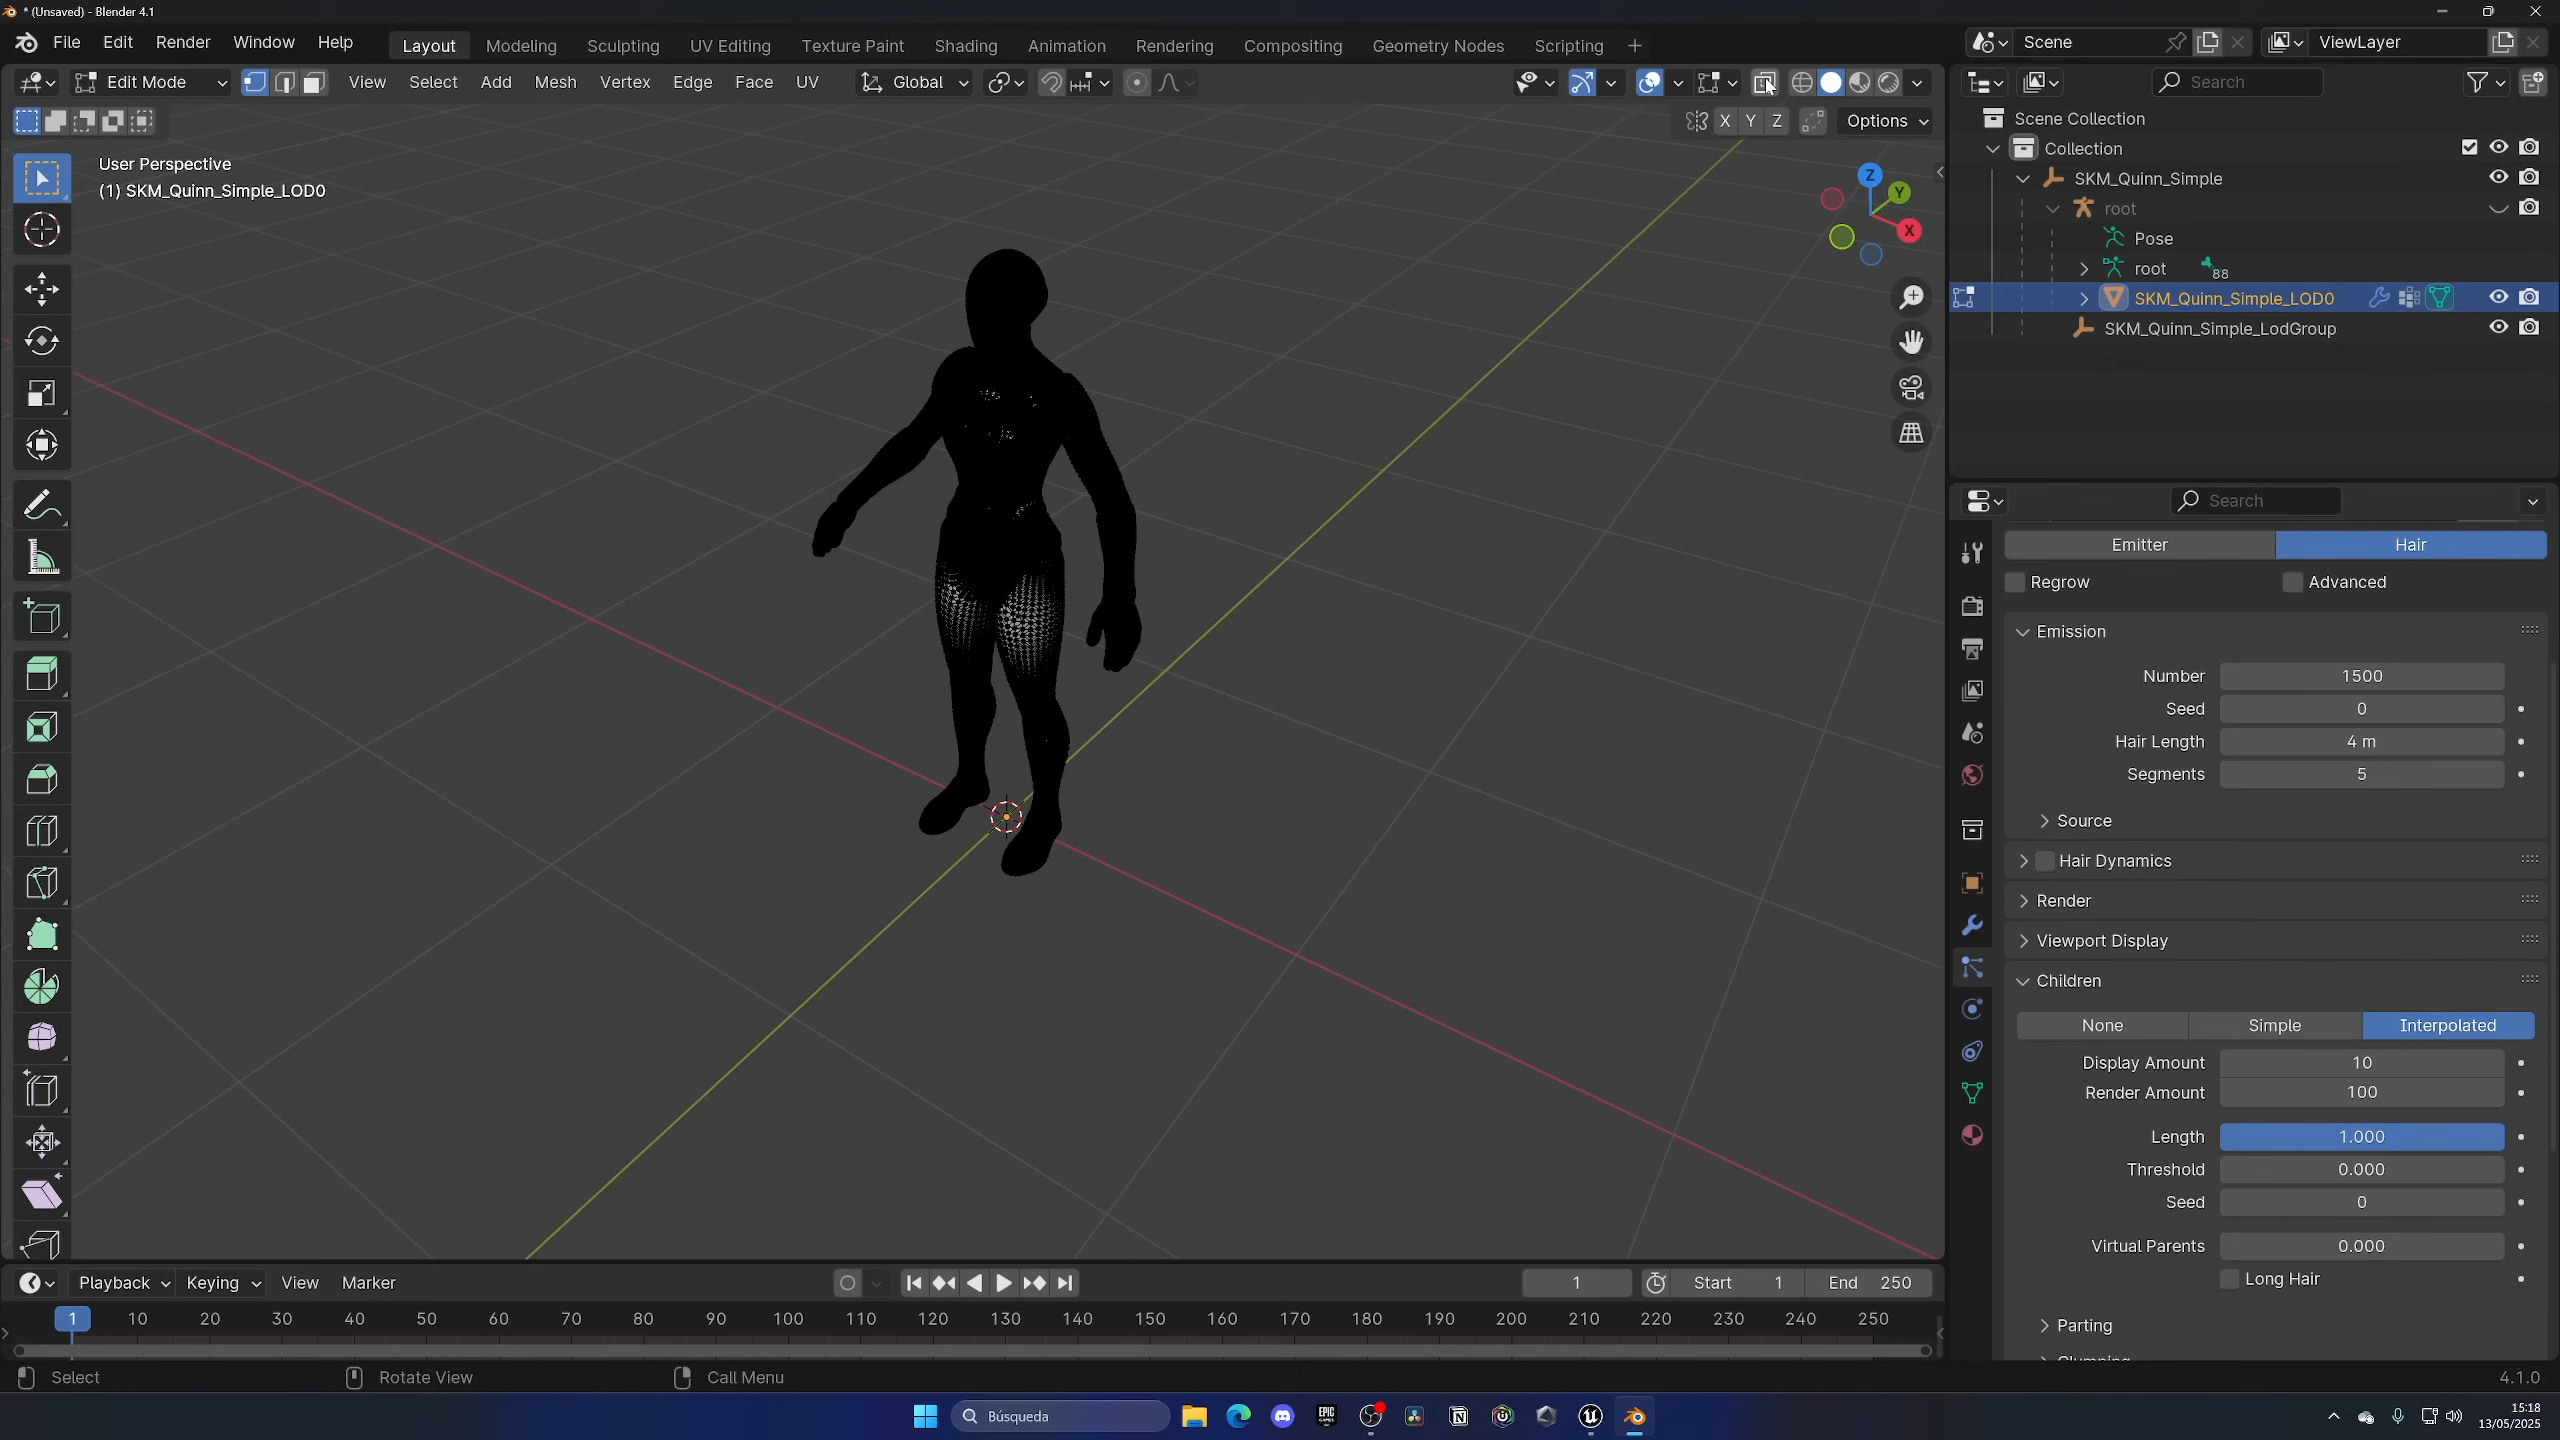 * (Unsaved) - Blender 4.1
File Edit Render Window Help
Layout Modeling Sculpting UV Editing Texture Paint Shading Animation Rendering Compositing Geometry Nodes Scripting +
Scene
ViewLayer
Edit Mode
View Select Add Mesh Vertex Edge Face UV
Global
X Y Z
Options
User Perspective
(1) SKM_Quinn_Simple_LOD0
Z
Y
X
Search
Scene Collection
Collection
SKM_Quinn_Simple
root
Pose
root 88
SKM_Quinn_Simple_LOD0
SKM_Quinn_Simple_LodGroup
Search
Emitter Hair
Regrow Advanced
Emission
Number 1500
Seed 0
Hair Length 4 m
Segments 5
Source
Hair Dynamics
Render
Viewport Display
Children
None Simple Interpolated
Display Amount 10
Render Amount 100
Length 1.000
Threshold 0.000
Seed 0
Virtual Parents 0.000
Long Hair
Parting
Clumping
Playback Keying View Marker
1 Start 1 End 250
1 10 20 30 40 50 60 70 80 90 100 110 120 130 140 150 160 170 180 190 200 210 220 230 240 250
Select Rotate View Call Menu
4.1.0
Búsqueda
EPIC GAMES
15:18
13/05/2025